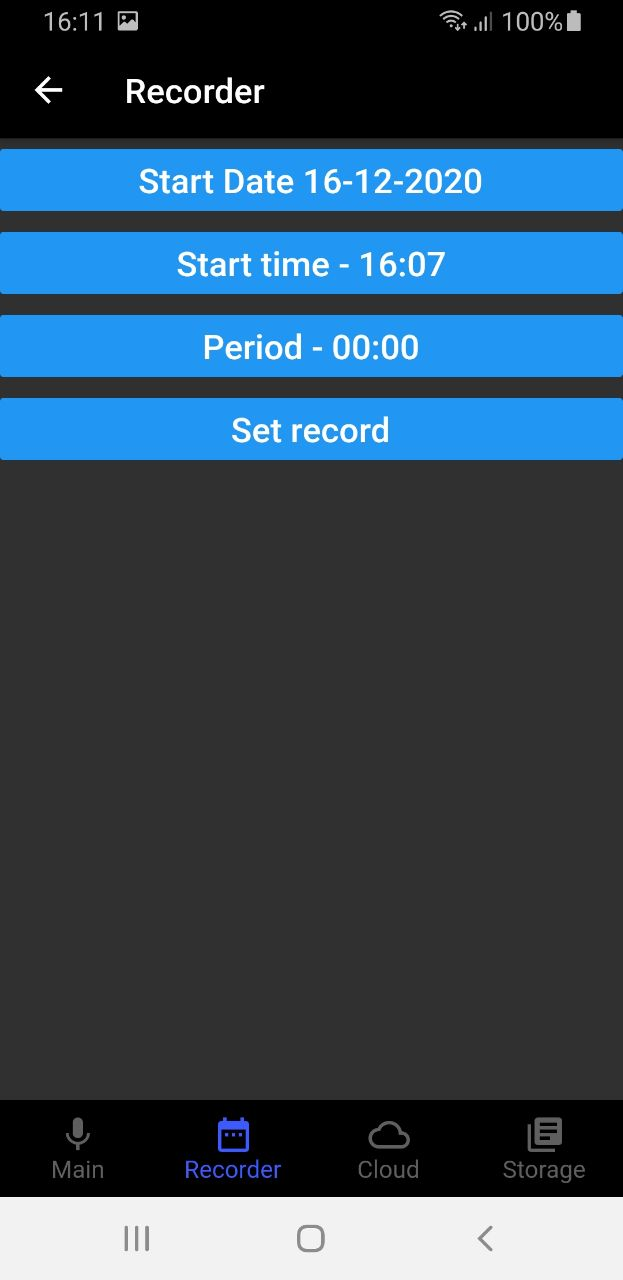 16:11 100%
Recorder
Start Date 16-12-2020
Start time - 16:07
Period - 00:00
Set record
Main Recorder Cloud Storage